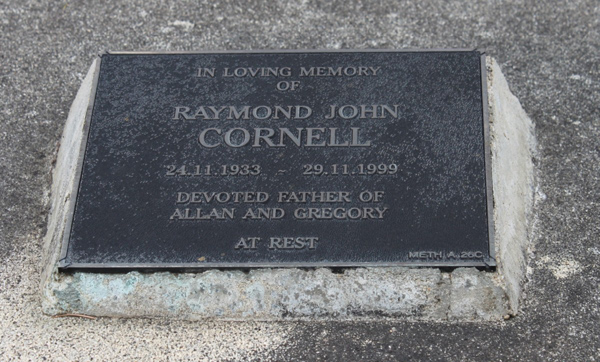 IN LOVING MEMORY
OF
RAYMOND JOHN
CORNELL
24.11.1933 ~ 29.11.1999
DEVOTED FATHER OF
ALLAN AND GREGORY
AT REST
METH A 26C